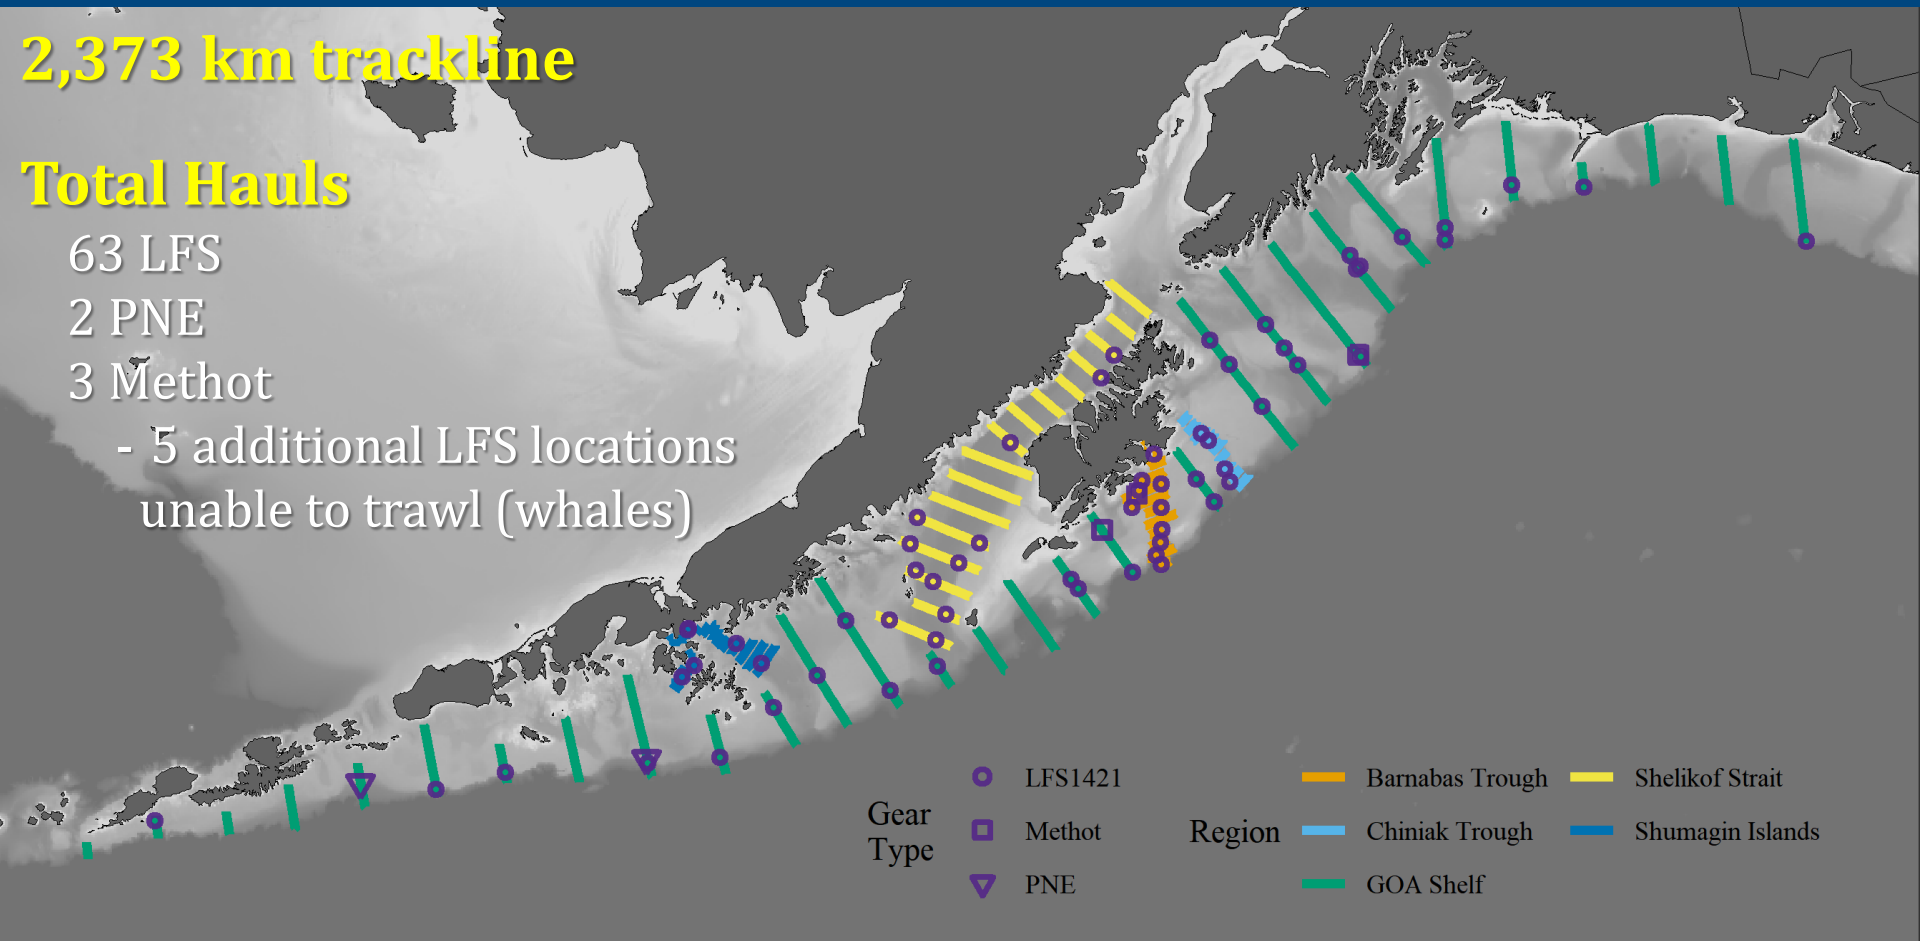 2,373 km trackline
Total Hauls
63 LFS
2 PNE
3 Methot
- 5 additional LFS locations
unable to trawl (whales)
Gear
Type
LFS1421
Methot
PNE
Region
Barnabas Trough
Chiniak Trough
GOA Shelf
Shelikof Strait
Shumagin Islands